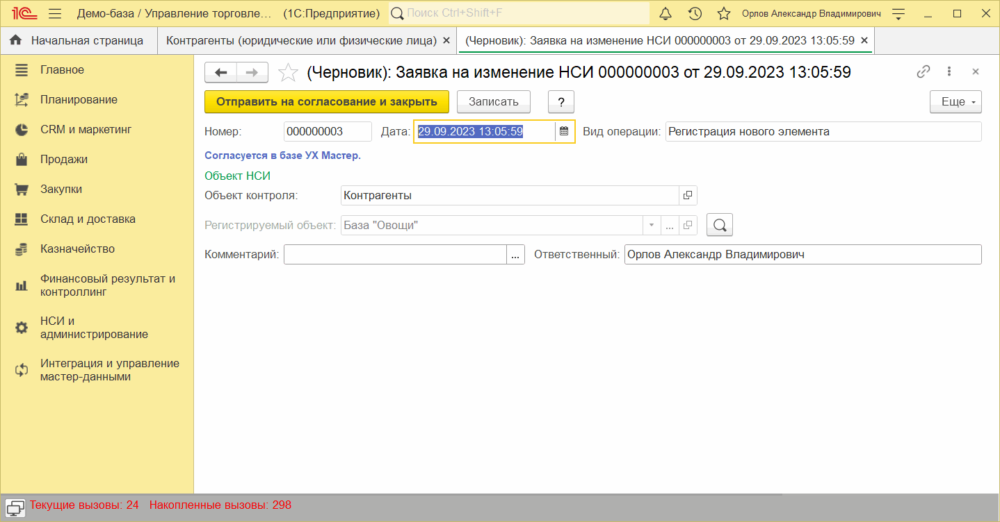 1С Демо-база / Управление торговле... (1С:Предприятие) Поиск Ctrl+Shift+F Орлов Александр Владимирович
Начальная страница Контрагенты (юридические или физические лица) × (Черновик): Заявка на изменение НСИ 000000003 от 29.09.2023 13:05:59 ×
Главное
Планирование
CRM и маркетинг
Продажи
Закупки
Склад и доставка
Казначейство
Финансовый результат и
контроллинг
НСИ и
администрирование
Интеграция и управление
мастер-данными
(Черновик): Заявка на изменение НСИ 000000003 от 29.09.2023 13:05:59
Отправить на согласование и закрыть Записать ? Еще
Номер: 000000003 Дата: 29.09.2023 13:05:59 Вид операции: Регистрация нового элемента
Согласуется в базе УХ Мастер.
Объект НСИ
Объект контроля: Контрагенты
Регистрируемый объект: База "Овощи" ...
Комментарий: ... Ответственный: Орлов Александр Владимирович
Текущие вызовы: 24 Накопленные вызовы: 298